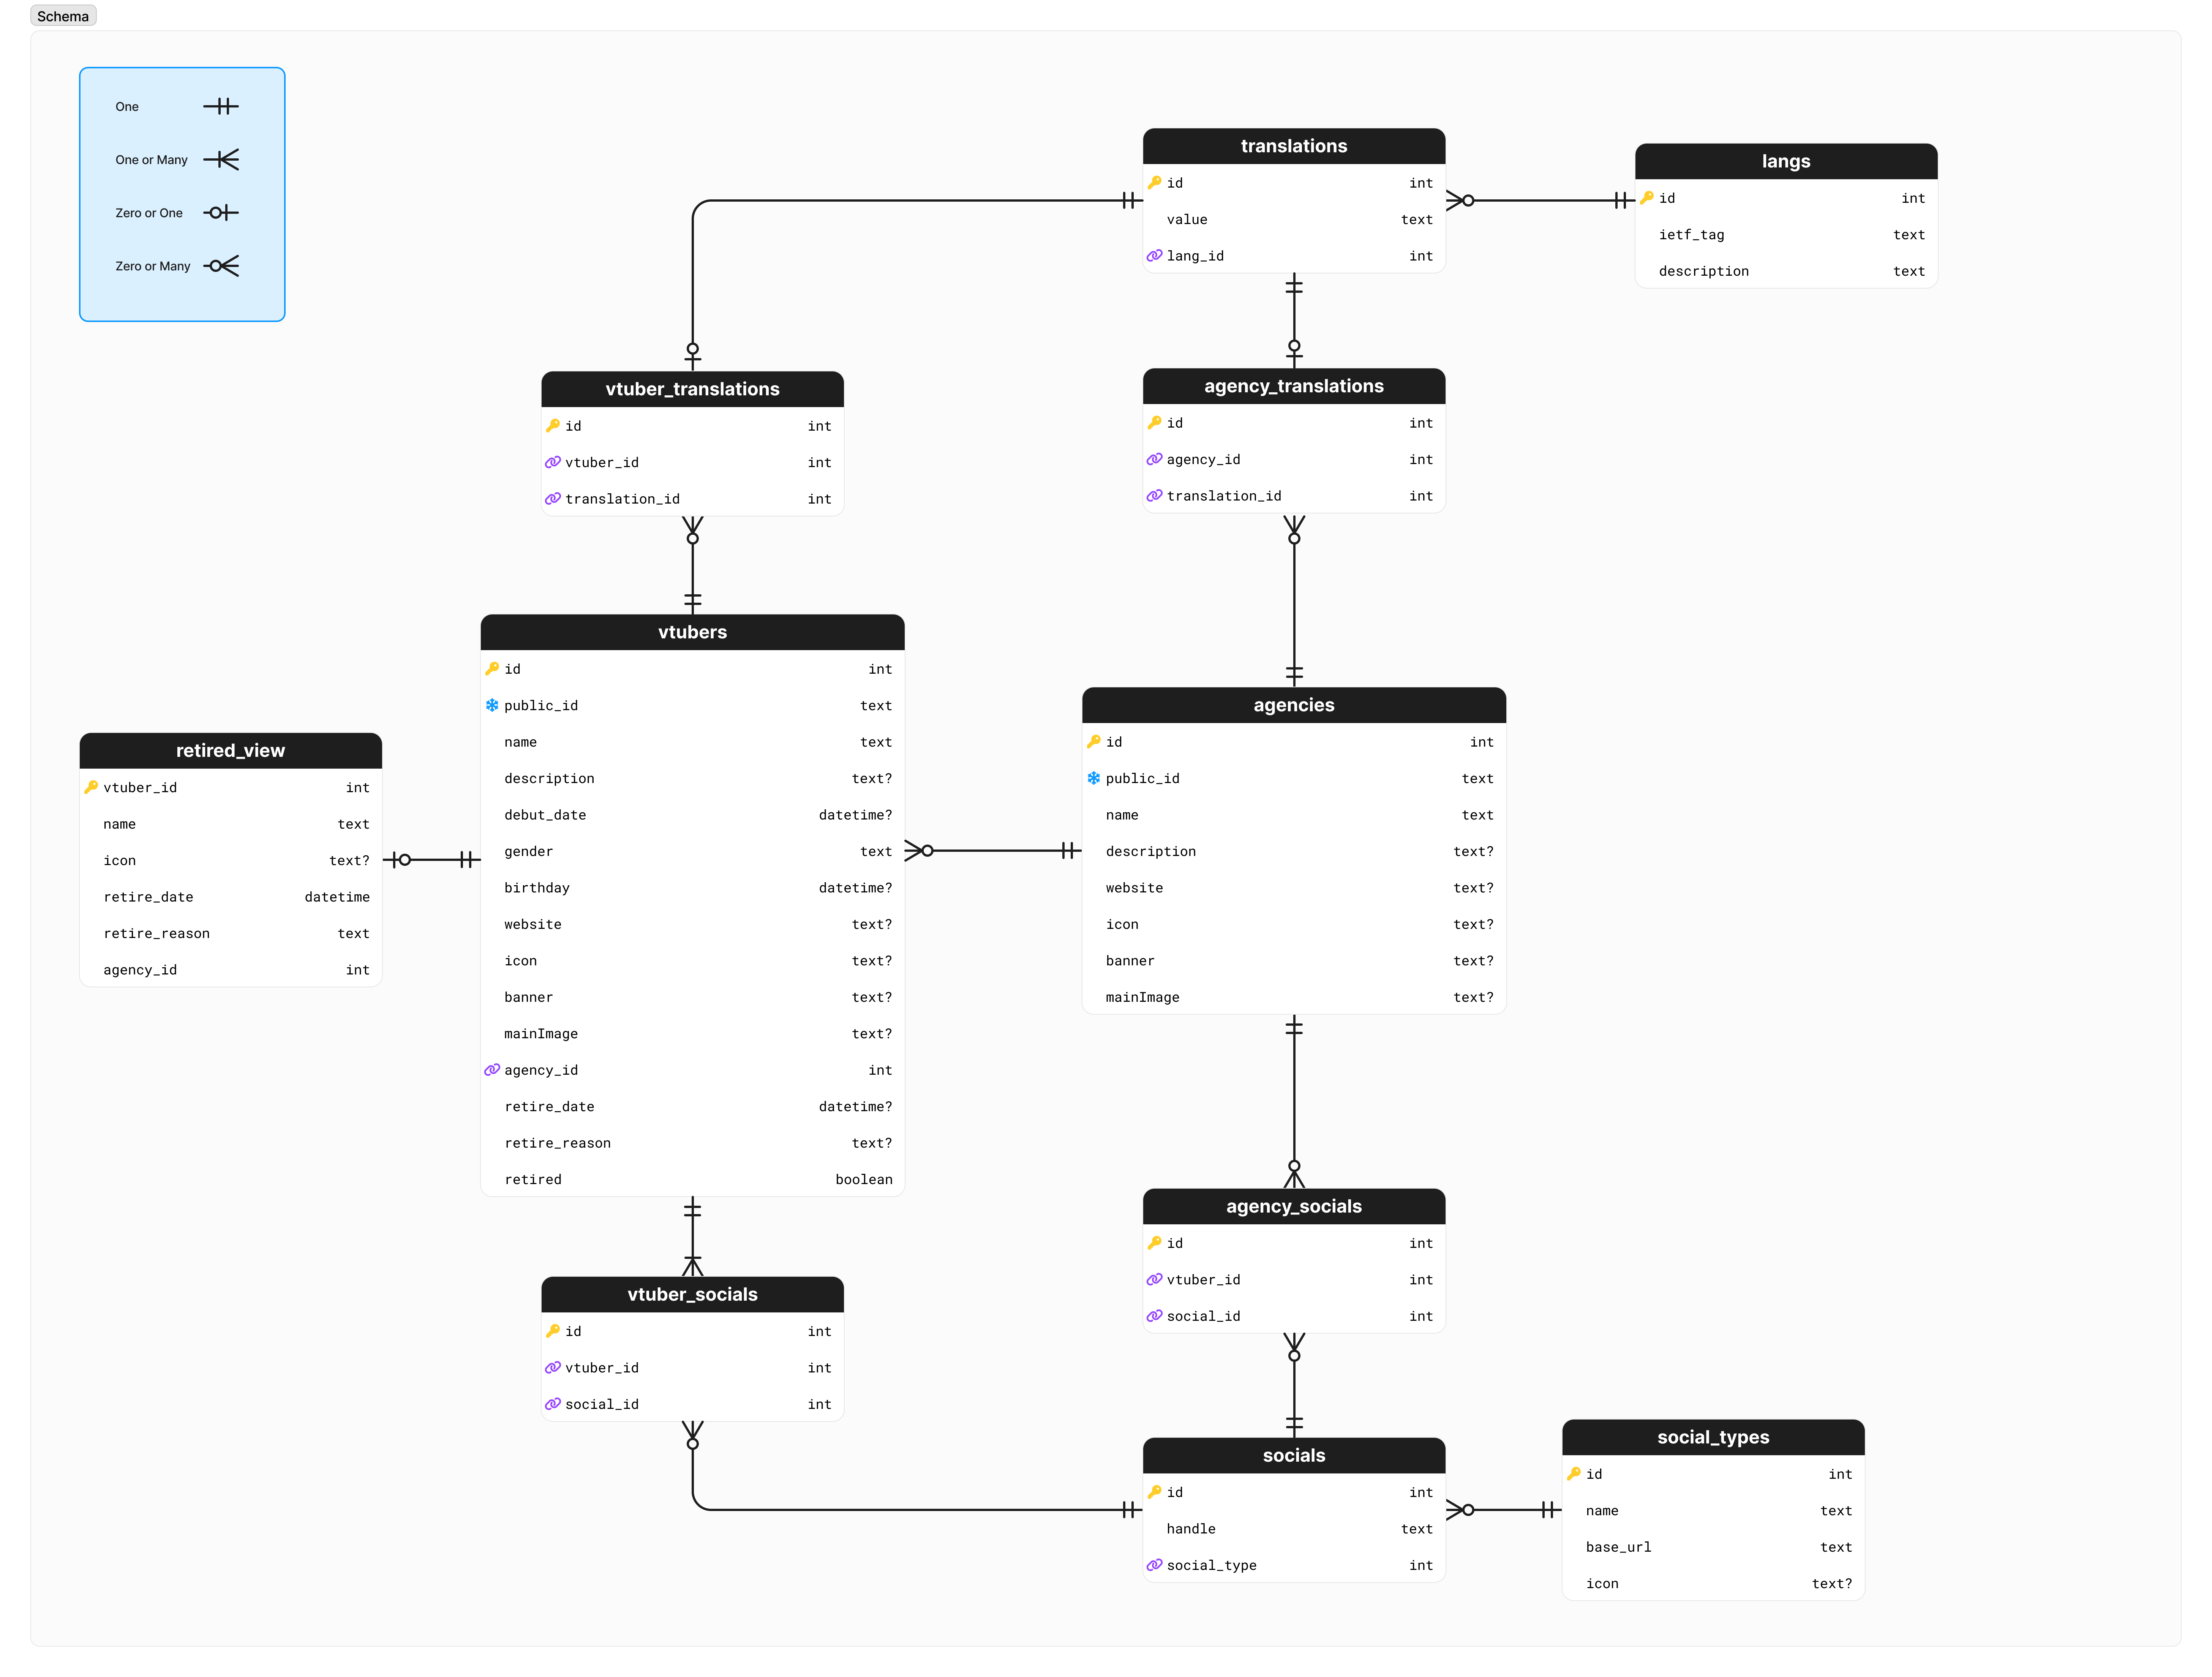 Schema
One
One or Many
Zero or One
Zero or Many
translations
id int
value text
lang_id int
langs
id int
ietf_tag text
description text
vtuber_translations
id int
vtuber_id int
translation_id int
agency_translations
id int
agency_id int
translation_id int
vtubers
id int
public_id text
name text
description text?
debut_date datetime?
gender text
birthday datetime?
website text?
icon text?
banner text?
mainImage text?
agency_id int
retire_date datetime?
retire_reason text?
retired boolean
agencies
id int
public_id text
name text
description text?
website text?
icon text?
banner text?
mainImage text?
retired_view
vtuber_id int
name text
icon text?
retire_date datetime
retire_reason text
agency_id int
vtuber_socials
id int
vtuber_id int
social_id int
agency_socials
id int
vtuber_id int
social_id int
socials
id int
handle text
social_type int
social_types
id int
name text
base_url text
icon text?